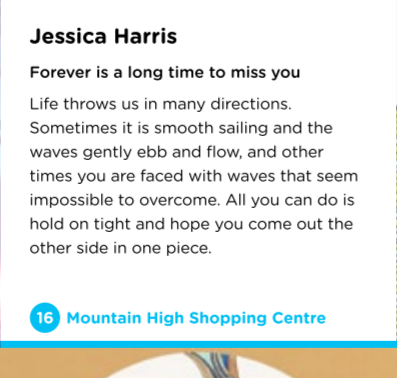 Jessica Harris
Forever is a long time to miss you
Life throws us in many directions.
Sometimes it is smooth sailing and the
waves gently ebb and flow, and other
times you are faced with waves that seem
impossible to overcome. All you can do is
hold on tight and hope you come out the
other side in one piece.
16 Mountain High Shopping Centre